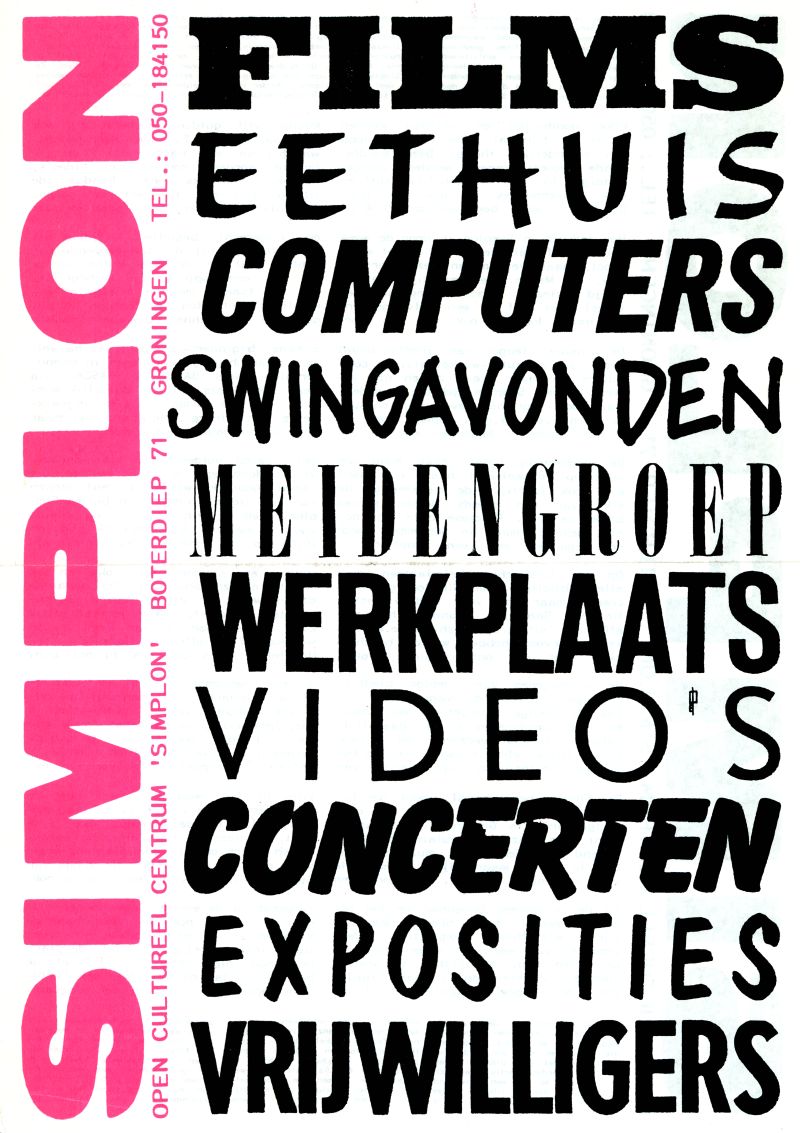 SIMPLON
OPEN CULTUREEL CENTRUM 'SIMPLON' BOTERDIEP 71 GRONINGEN TEL.: 050-184150
FILMS
EETHUIS
COMPUTERS
SWINGAVONDEN
MEIDENGROEP
WERKPLAATS
VIDEO'S
CONCERTEN
EXPOSITIES
VRIJWILLIGERS